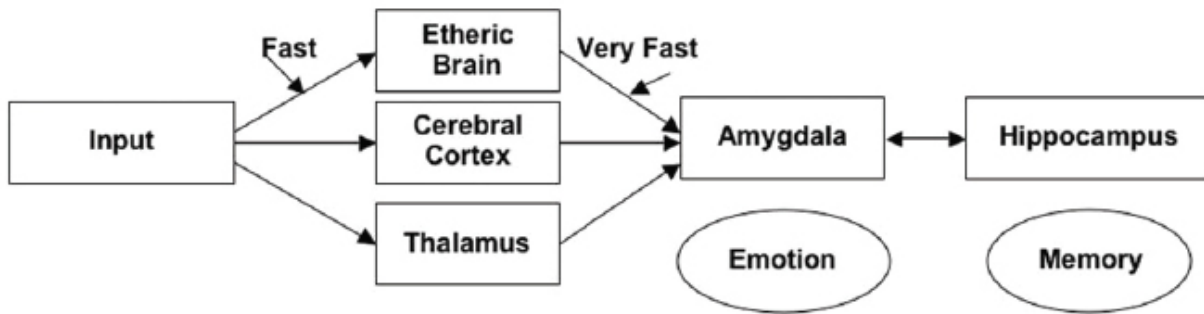 Fast
Etheric
Brain
Very Fast
Input
Cerebral
Cortex
Amygdala
Hippocampus
Thalamus
Emotion
Memory